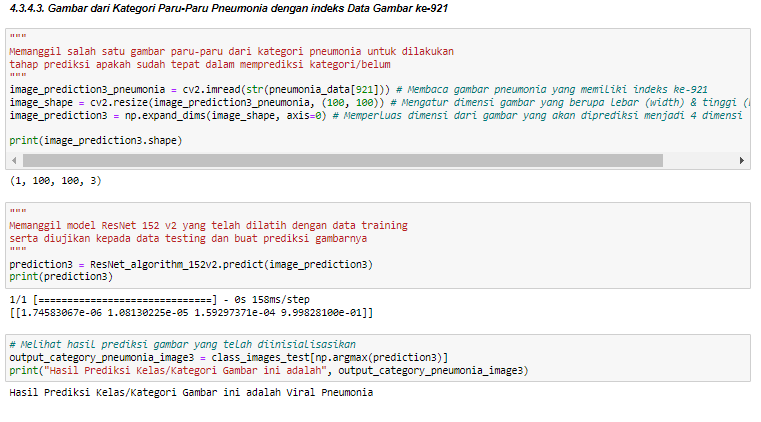 4.3.4.3. Gambar dari Kategori Paru-Paru Pneumonia dengan indeks Data Gambar ke-921
"""
Memanggil salah satu gambar paru-paru dari kategori pneumonia untuk dilakukan
tahap prediksi apakah sudah tepat dalam memprediksi kategori/belum
"""
image_prediction3_pneumonia = cv2.imread(str(pneumonia_data[921])) # Membaca gambar pneumonia yang memiliki indeks ke-921
image_shape = cv2.resize(image_prediction3_pneumonia, (100, 100)) # Mengatur dimensi gambar yang berupa Lebar (width) & tinggi (
image_prediction3 = np.expand_dims(image_shape, axis=0) # Memperluas dimensi dari gambar yang akan diprediksi menjadi 4 dimensi
print(image_prediction3.shape)
(1, 100, 100, 3)
"""
Memanggil model ResNet 152 v2 yang telah dilatih dengan data training
serta diujikan kepada data testing dan buat prediksi gambarnya
"""
prediction3 = ResNet_algorithm_152v2.predict(image_prediction3)
print(prediction3)
1/1 [==============================] - 0s 158ms/step
[[1.74583067e-06 1.08130225e-05 1.59297371e-04 9.99828100e-01]]
# Melihat hasil prediksi gambar yang telah diinisialisasikan
output_category_pneumonia_image3 = class_images_test[np.argmax(prediction3)]
print("Hasil Prediksi Kelas/Kategori Gambar ini adalah", output_category_pneumonia_image3)
Hasil Prediksi Kelas/Kategori Gambar ini adalah Viral Pneumonia